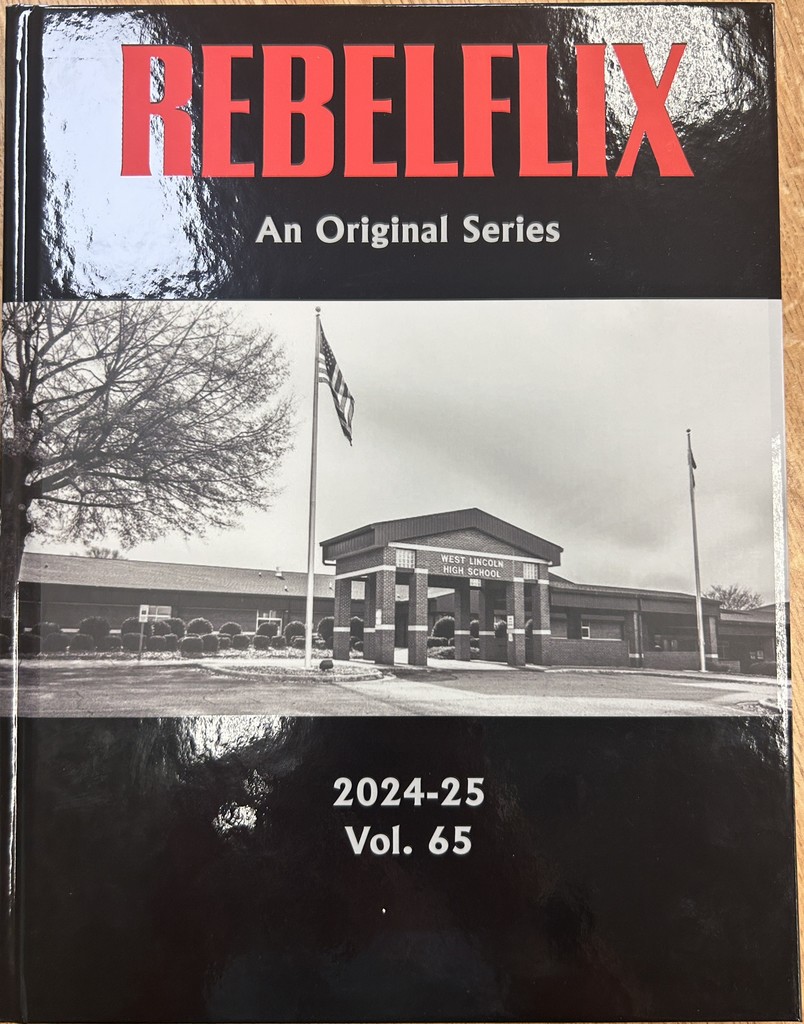 REBELFLIX
An Original Series
WEST LINCOLN
HIGH SCHOOL
2024-25
Vol. 65